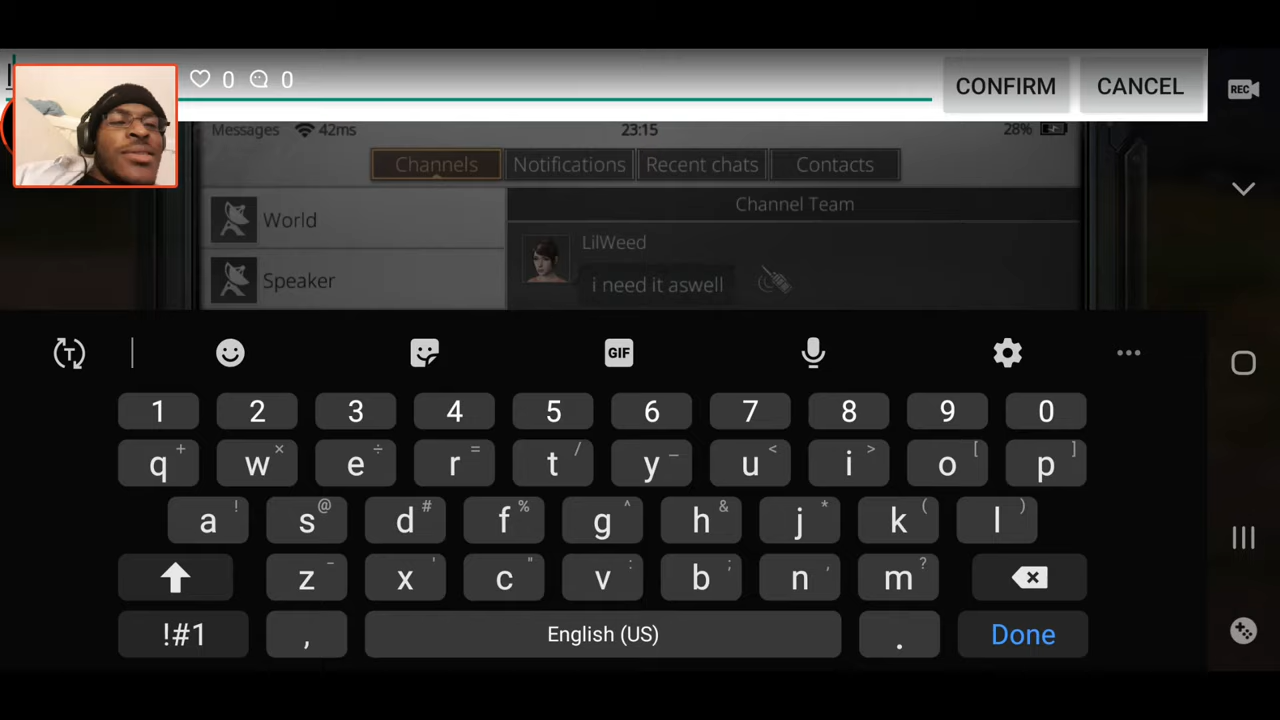 I
0 0
CONFIRM CANCEL
REC
Messages 42ms 23:15 28%
Channels Notifications Recent chats Contacts
World
Channel Team
LilWeed
Speaker
i need it aswell
T GIF
1 2 3 4 5 6 7 8 9 0
q + w × e ÷ r = t / y _ u < i > o [ p ]
a ! s @ d # f % g ^ h & j * k ( l )
z - x ' c " v : b ; n , m ?
!#1 , English (US) . Done